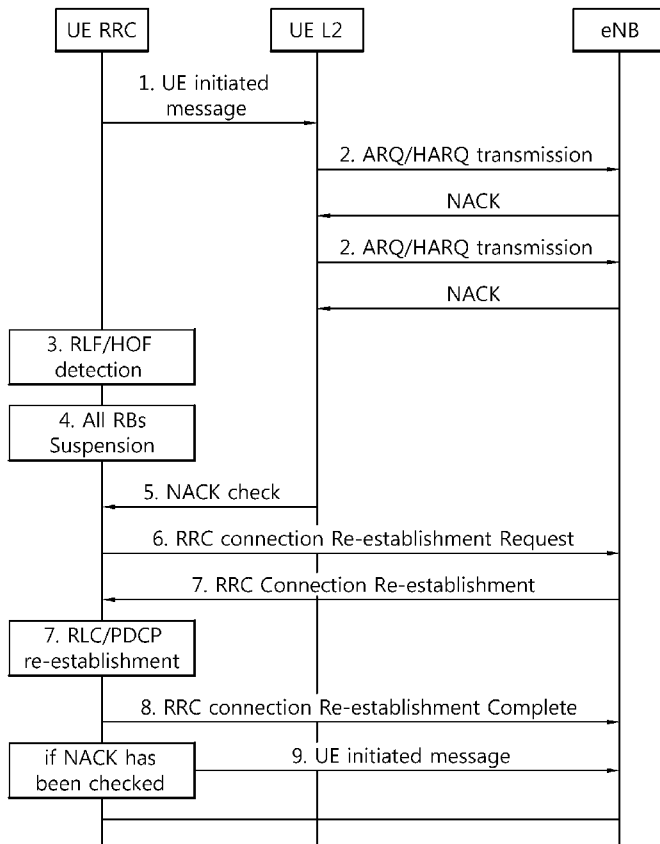 UE RRC
UE L2
eNB
1. UE initiated
message
2. ARQ/HARQ transmission
NACK
2. ARQ/HARQ transmission
NACK
3. RLF/HOF
detection
4. All RBs
Suspension
5. NACK check
6. RRC connection Re-establishment Request
7. RRC Connection Re-establishment
7. RLC/PDCP
re-establishment
8. RRC connection Re-establishment Complete
if NACK has
been checked
9. UE initiated message